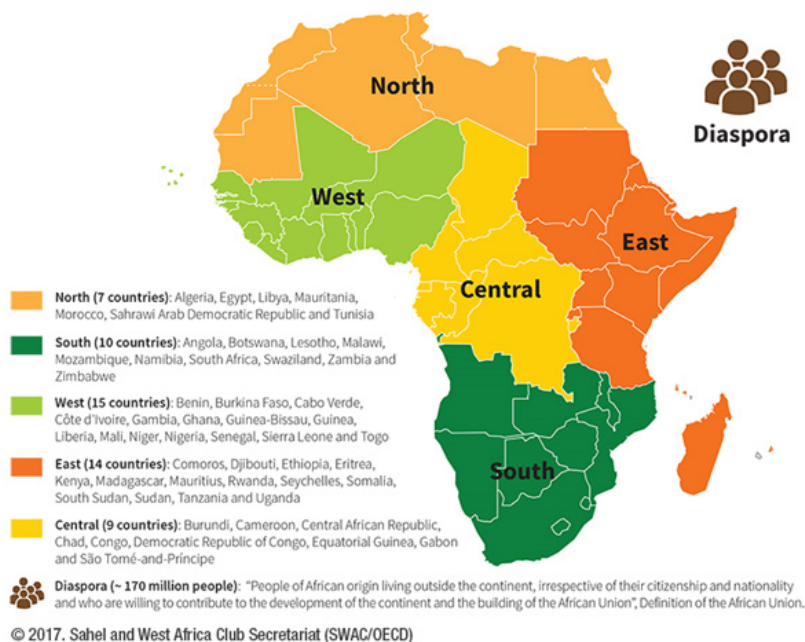 North
Diaspora
West
East
Central
South
North (7 countries): Algeria, Egypt, Libya, Mauritania,
Morocco, Sahrawi Arab Democratic Republic and Tunisia
South (10 countries): Angola, Botswana, Lesotho, Malawi,
Mozambique, Namibia, South Africa, Swaziland, Zambia and
Zimbabwe
West (15 countries): Benin, Burkina Faso, Cabo Verde,
Côte d'Ivoire, Gambia, Ghana, Guinea-Bissau, Guinea,
Liberia, Mali, Niger, Nigeria, Senegal, Sierra Leone and Togo
East (14 countries): Comoros, Djibouti, Ethiopia, Eritrea,
Kenya, Madagascar, Mauritius, Rwanda, Seychelles, Somalia,
South Sudan, Sudan, Tanzania and Uganda
Central (9 countries): Burundi, Cameroon, Central African Republic,
Chad, Congo, Democratic Republic of Congo, Equatorial Guinea, Gabon
and São Tomé-and-Príncipe
Diaspora (~ 170 million people): "People of African origin living outside the continent, irrespective of their citizenship and nationality
and who are willing to contribute to the development of the continent and the building of the African Union", Definition of the African Union.
© 2017. Sahel and West Africa Club Secretariat (SWAC/OECD)